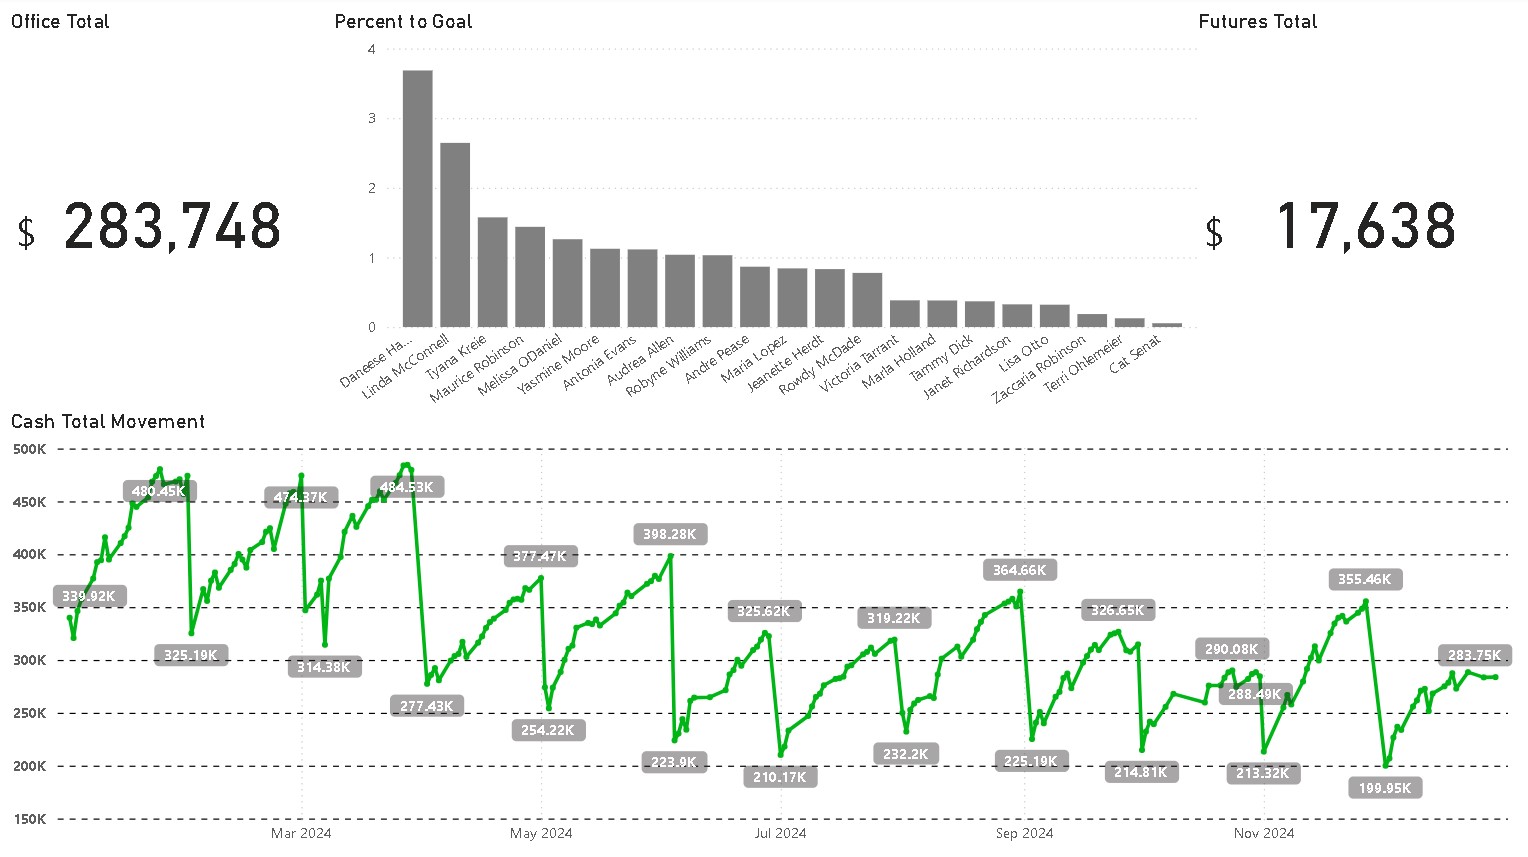 Office Total
Percent to Goal
Futures Total
$ 283,748
4
3
2
1
0
Daneese Ha...
Linda McConnell
Tyana Kreie
Maurice Robinson
Melissa ODaniel
Yasmine Moore
Antonia Evans
Audrea Allen
Robyne Williams
Andre Pease
Maria Lopez
Jeanette Herdt
Rowdy McDade
Victoria Tarrant
Marla Holland
Tammy Dick
Janet Richardson
Lisa Otto
Zaccaria Robinson
Terri Ohlemeier
Cat Senat
$ 17,638
Cash Total Movement
500K
450K
400K
350K
300K
250K
200K
150K
339.92K
480.45K
325.19K
474.37K
314.38K
484.53K
277.43K
377.47K
254.22K
398.28K
223.9K
325.62K
210.17K
319.22K
232.2K
364.66K
225.19K
326.65K
214.81K
290.08K
288.49K
213.32K
355.46K
199.95K
283.75K
Mar 2024
May 2024
Jul 2024
Sep 2024
Nov 2024